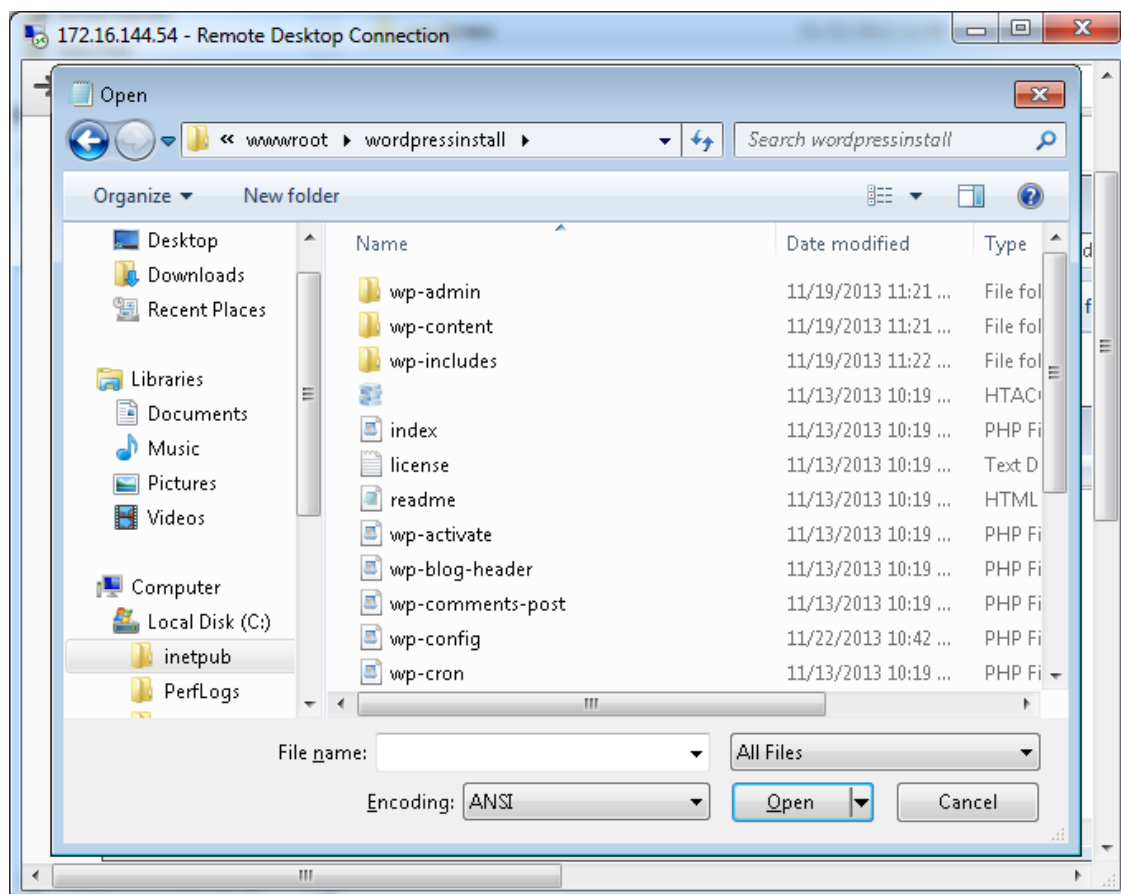 172.16.144.54 - Remote Desktop Connection
Open
« wwwroot wordpressinstall Search wordpressinstall
Organize New folder
Desktop Name Date modified Type
Downloads
wp-admin 11/19/2013 11:21 ... File fol
Recent Places
wp-content 11/19/2013 11:21 ... File fol
wp-includes 11/19/2013 11:22 ... File fol
Libraries
11/13/2013 10:19 ...
Documents
index 11/13/2013 10:19 ... PHP Fi
Music
license 11/13/2013 10:19 ... Text D
Pictures
readme 11/13/2013 10:19 ... HTML
Videos
wp-activate 11/13/2013 10:19 ... PHP Fi
wp-blog-header 11/13/2013 10:19 ... PHP Fi
Computer
wp-comments-post 11/13/2013 10:19 ... PHP Fi
Local Disk (C:)
wp-config 11/22/2013 10:42 ... PHP Fi
inetpub
wp-cron 11/13/2013 10:19 ... PHP Fi
PerfLogs
File name: All Files
Encoding: ANSI Open Cancel